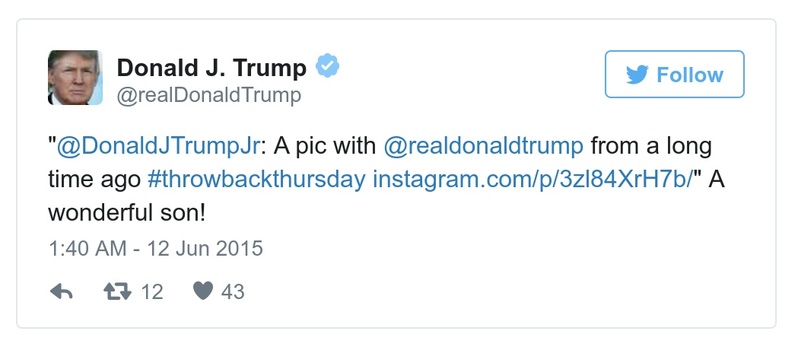 Donald J. Trump
Follow
@realDonaldTrump
"@DonaldJTrumpJr: A pic with @realdonaldtrump from a long
time ago #throwbackthursday instagram.com/p/3zl84XrH7b/" A
wonderful son!
1:40 AM - 12 Jun 2015
12 43